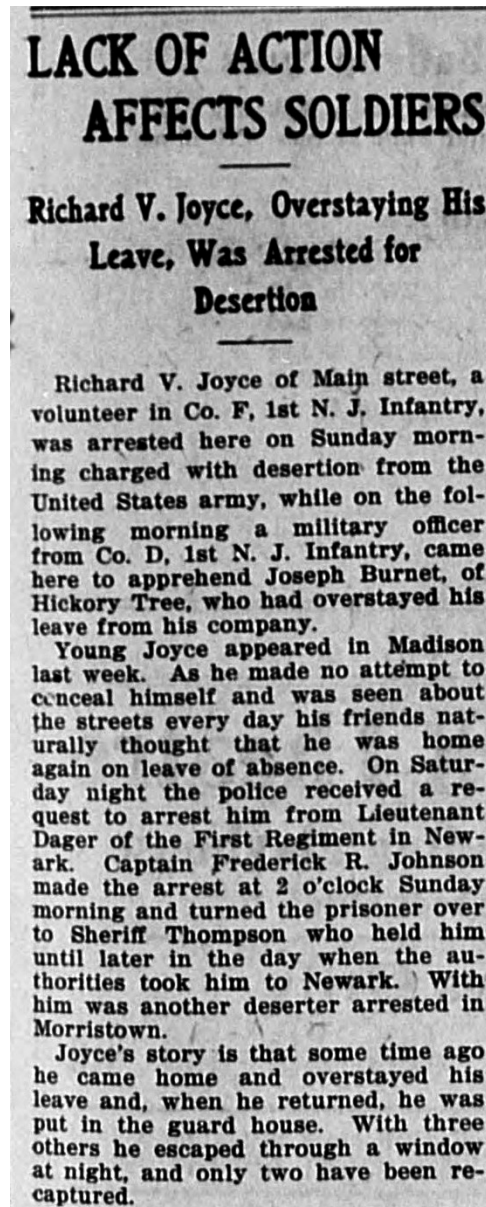 LACK OF ACTION
AFFECTS SOLDIERS
Richard V. Joyce, Overstaying His
Leave, Was Arrested for
Desertion
Richard V. Joyce of Main street, a
volunteer in Co. F, 1st N. J. Infantry,
was arrested here on Sunday morn-
ing charged with desertion from the
United States army, while on the fol-
lowing morning a military officer
from Co. D, 1st N. J. Infantry, came
here to apprehend Joseph Burnet, of
Hickory Tree, who had overstayed his
leave from his company.
Young Joyce appeared in Madison
last week. As he made no attempt to
conceal himself and was seen about
the streets every day his friends nat-
urally thought that he was home
again on leave of absence. On Satur-
day night the police received a re-
quest to arrest him from Lieutenant
Dager of the First Regiment in New-
ark. Captain Frederick R. Johnson
made the arrest at 2 o'clock Sunday
morning and turned the prisoner over
to Sheriff Thompson who held him
until later in the day when the au-
thorities took him to Newark. With
him was another deserter arrested in
Morristown.
Joyce's story is that some time ago
he came home and overstayed his
leave and, when he returned, he was
put in the guard house. With three
others he escaped through a window
at night, and only two have been re-
captured.